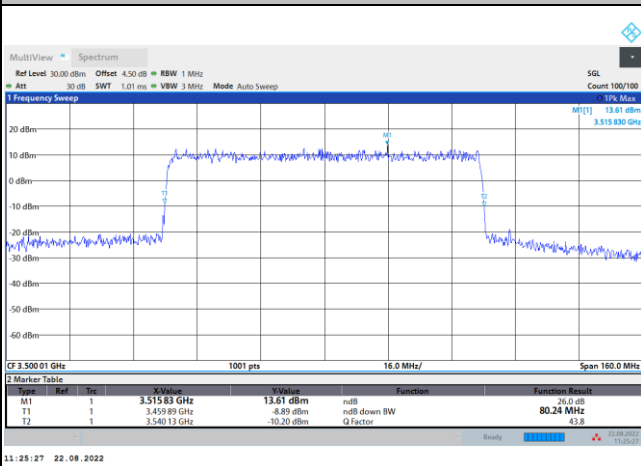 MultiView Spectrum
Ref Level 30.00 dBm Offset 4.50 dB RBW 1 MHz SGL
Att 30 dB SWT 1.01 ms VBW 3 MHz Mode Auto Sweep Count 100/100
1 Frequency Sweep 1Pk Max
M1[1] 13.61 dBm
3.515 830 GHz
M1
20 dBm
10 dBm
0 dBm
T1 T2
-10 dBm
-20 dBm
-30 dBm
-40 dBm
-50 dBm
-60 dBm
CF 3.500 01 GHz 1001 pts 16.0 MHz/ Span 160.0 MHz
2 Marker Table
Type Ref Trc X-Value Y-Value Function Function Result
M1 1 3.515 83 GHz 13.61 dBm ndB 26.0 dB
T1 1 3.459 89 GHz -8.89 dBm ndB down BW 80.24 MHz
T2 1 3.540 13 GHz -10.20 dBm Q Factor 43.8
Ready 22.08.2022
11:25:27
11:25:27 22.08.2022